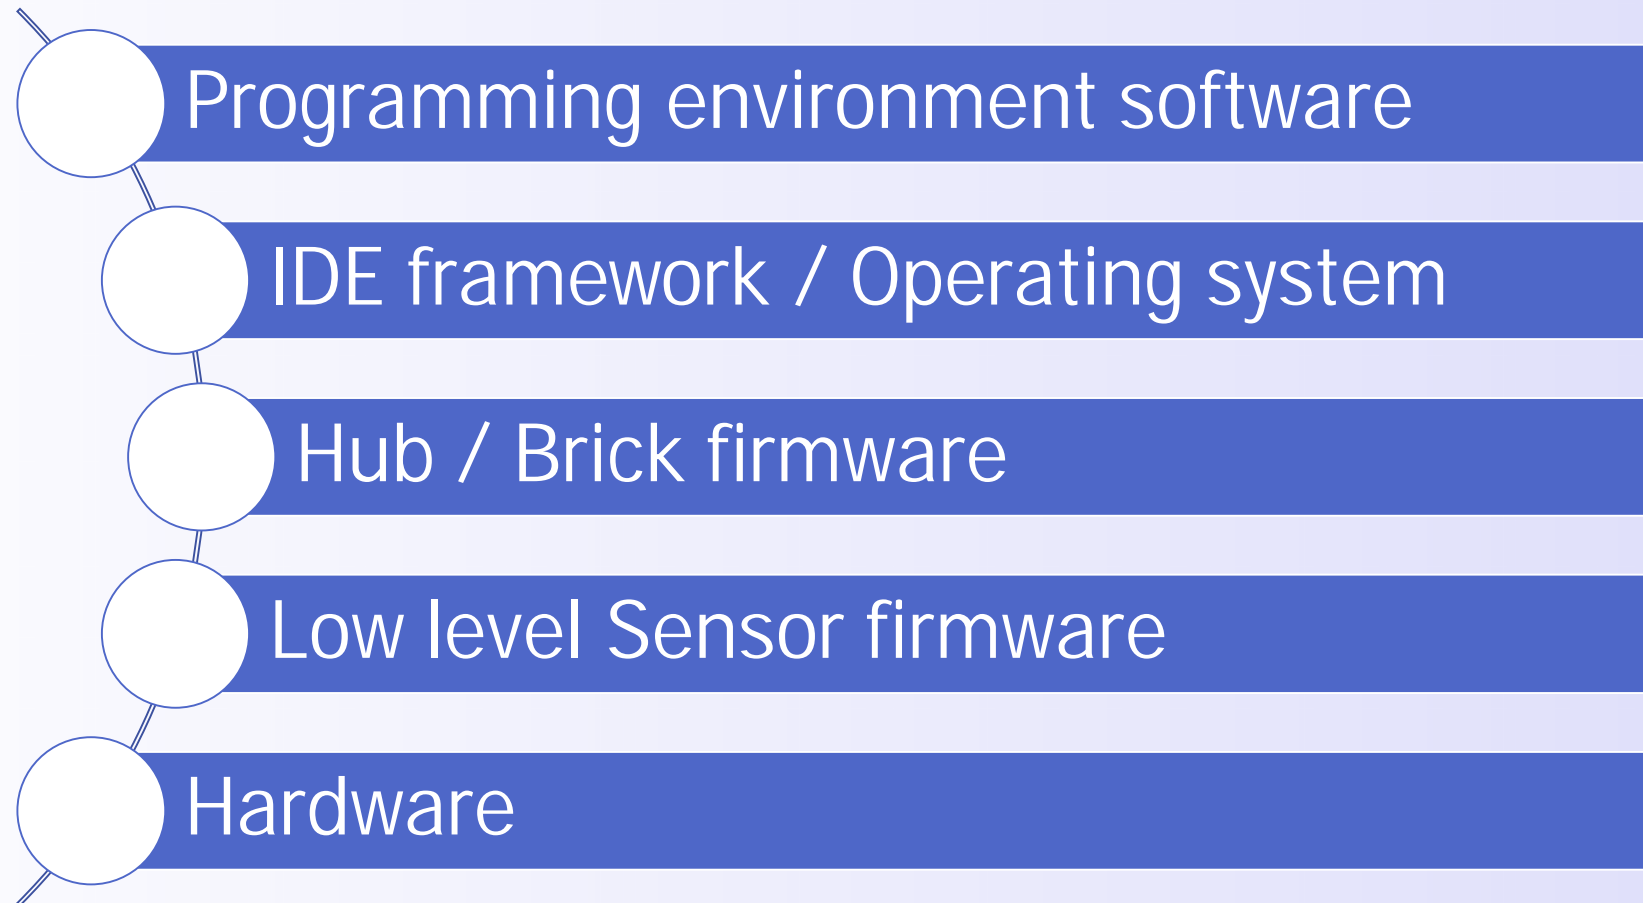 Programming environment software
IDE framework / Operating system
Hub / Brick firmware
Low level Sensor firmware
Hardware